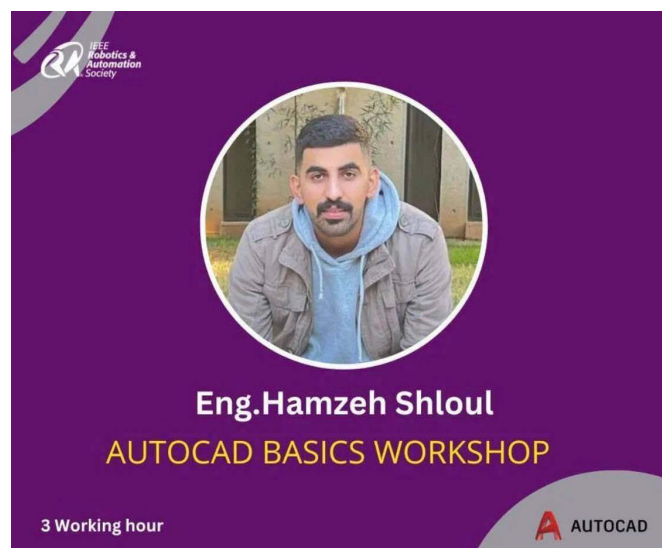 IEEE
Robotics &
Automation
Society
Eng.Hamzeh Shloul
AUTOCAD BASICS WORKSHOP
3 Working hour
AUTOCAD